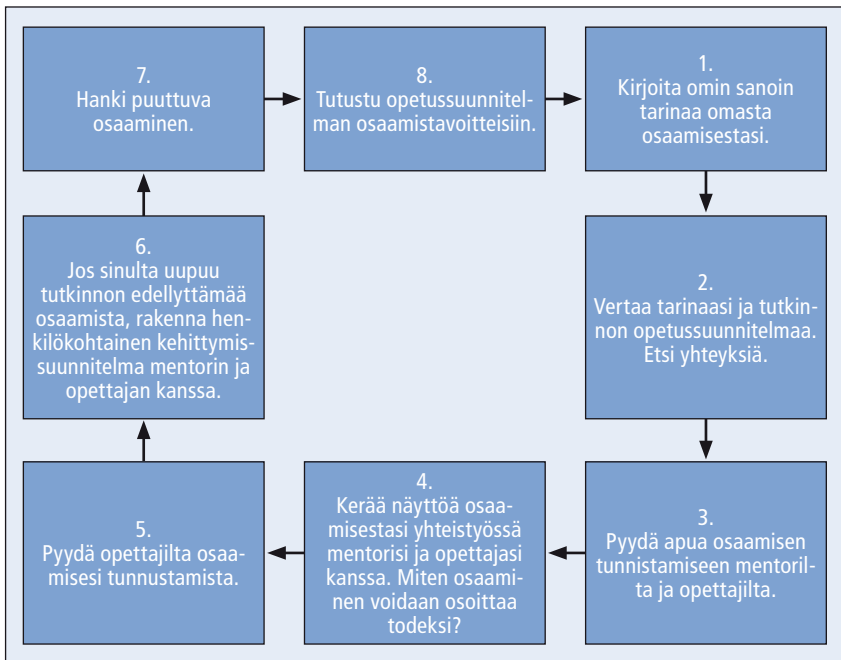 7.
Hanki puuttuva
osaaminen.
8.
Tutustu opetussuunnitel-
man osaamistavoitteisiin.
1.
Kirjoita omin sanoin
tarinaa omasta
osaamisestasi.
6.
Jos sinulta uupuu
tutkinnon edellyttämää
osaamista, rakenna hen-
kilökohtainen kehittymis-
suunnitelma mentorin ja
opettajan kanssa.
2.
Vertaa tarinaasi ja tutkin-
non opetussuunnitelmaa.
Etsi yhteyksiä.
5.
Pyydä opettajilta osaa-
misesi tunnustamista.
4.
Kerää näyttöä osaa-
misestasi yhteistyössä
mentorisi ja opettajasi
kanssa. Miten osaami-
nen voidaan osoittaa
todeksi?
3.
Pyydä apua osaamisen
tunnistamiseen mentoril-
ta ja opettajilta.